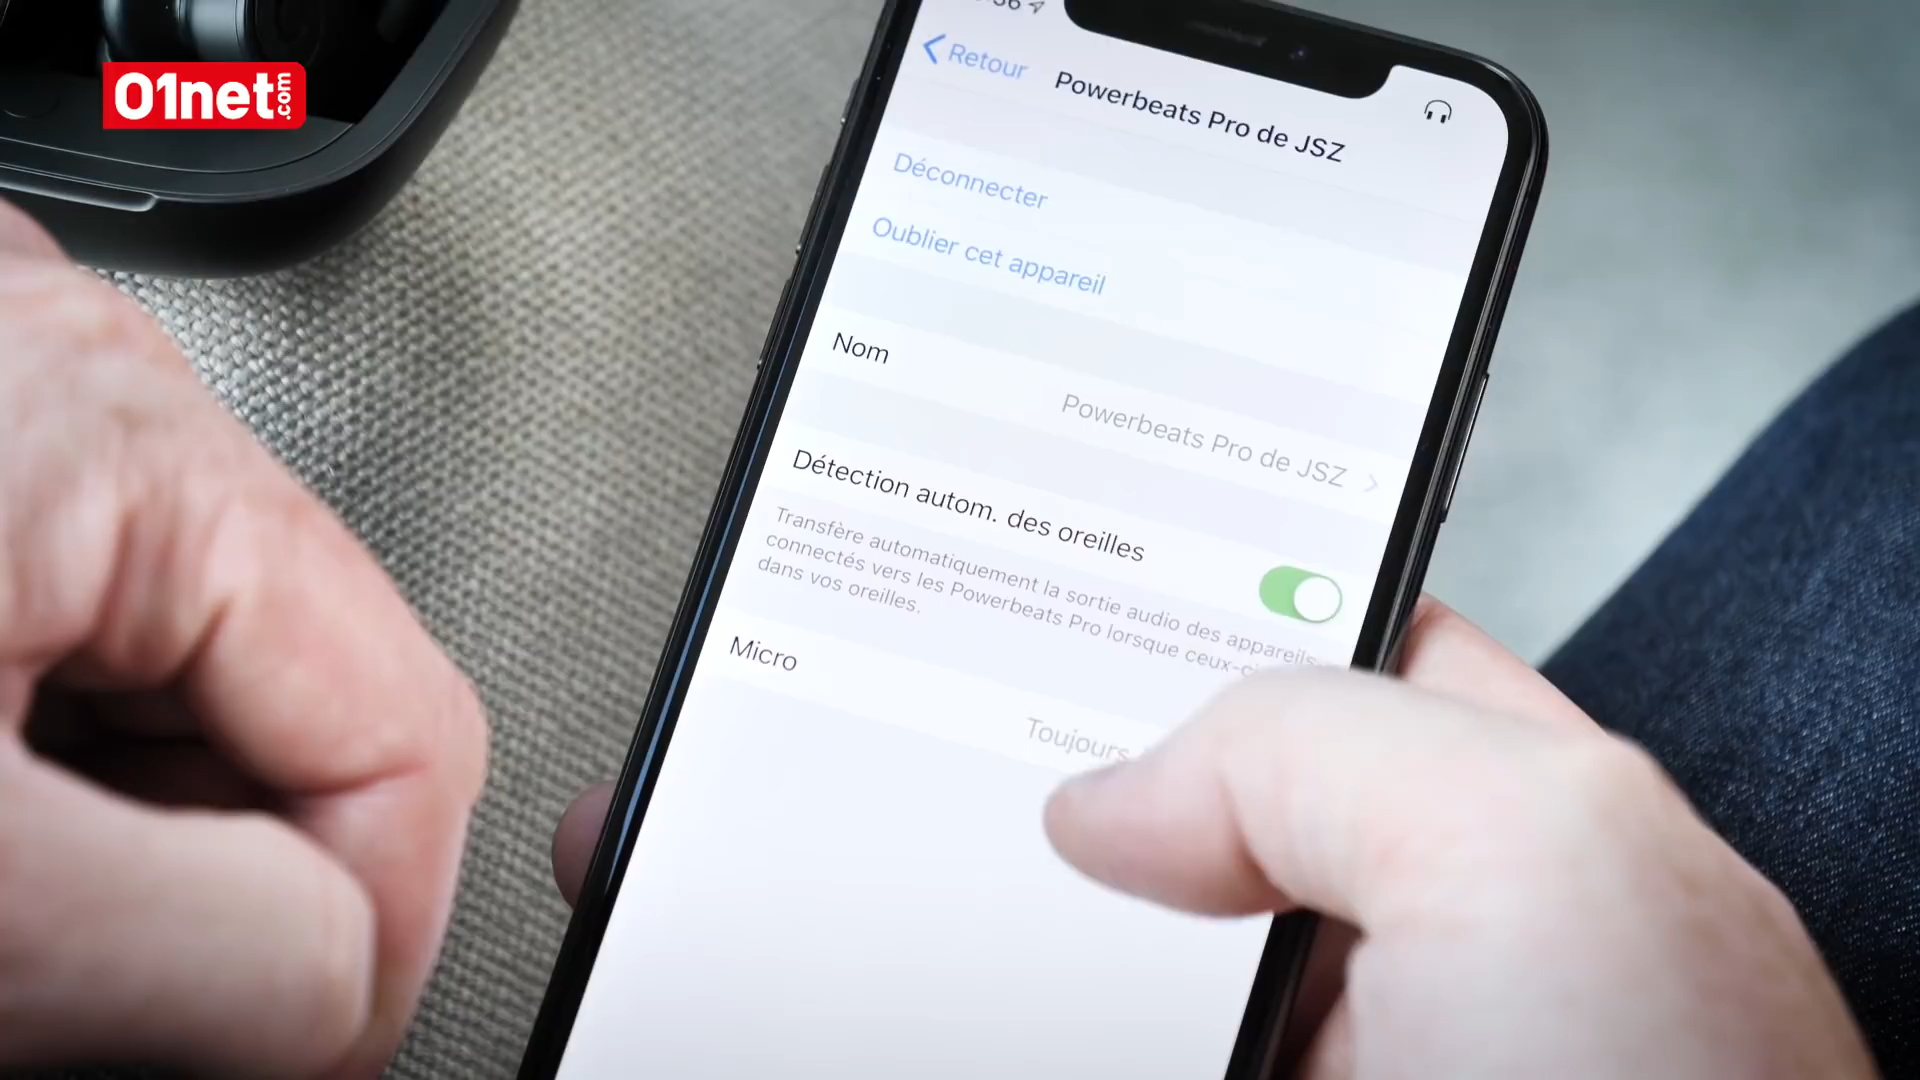 01net.com
Retour
Powerbeats Pro de JSZ
Déconnecter
Oublier cet appareil
Nom
Powerbeats Pro de JSZ
Détection autom. des oreilles
Transfère automatiquement la sortie audio des appareils
connectés vers les Powerbeats Pro lorsque
dans vos oreilles.
Micro
Toujours